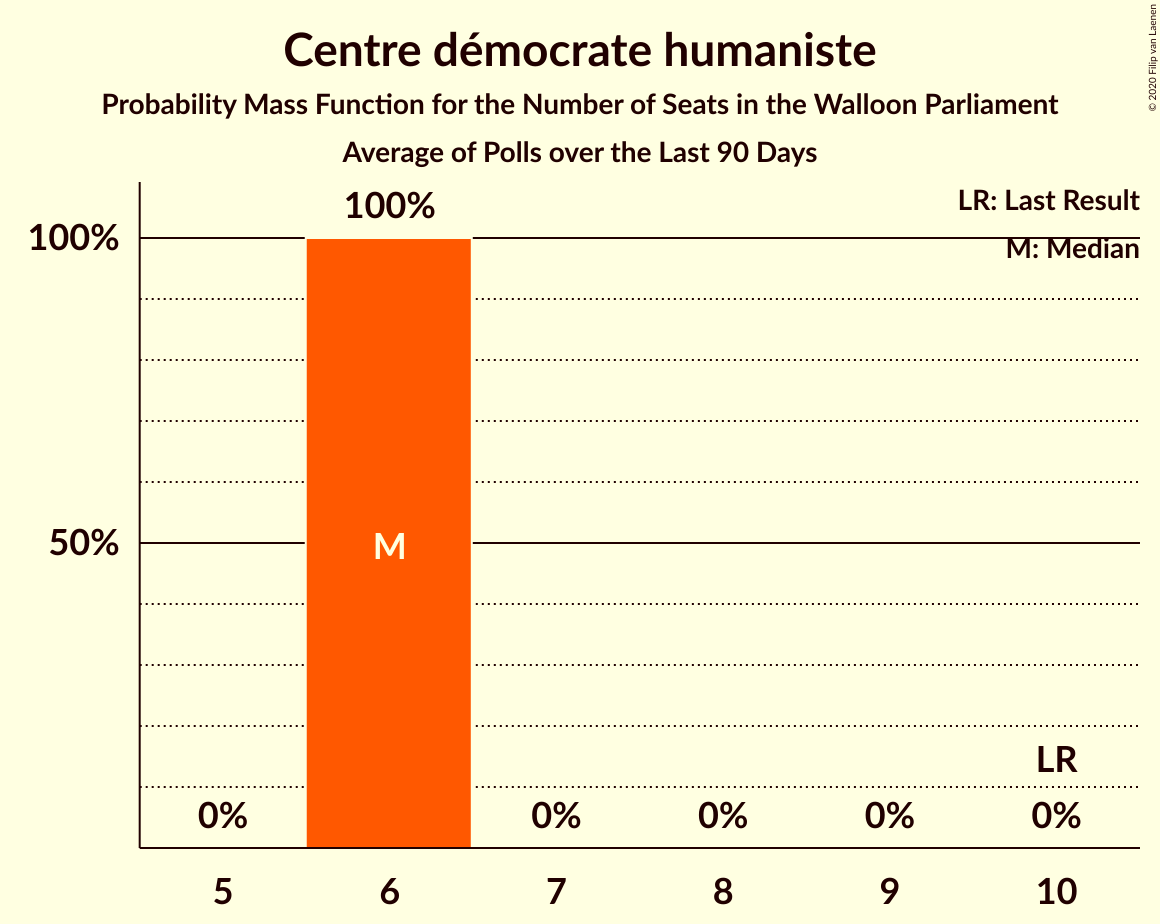 Centre démocrate humaniste
Probability Mass Function for the Number of Seats in the Walloon Parliament
Average of Polls over the Last 90 Days
© 2020 Filip van Laenen
LR: Last Result
M: Median
100%
100%
50%
M
LR
0%
0%
0%
0%
0%
5
6
7
8
9
10